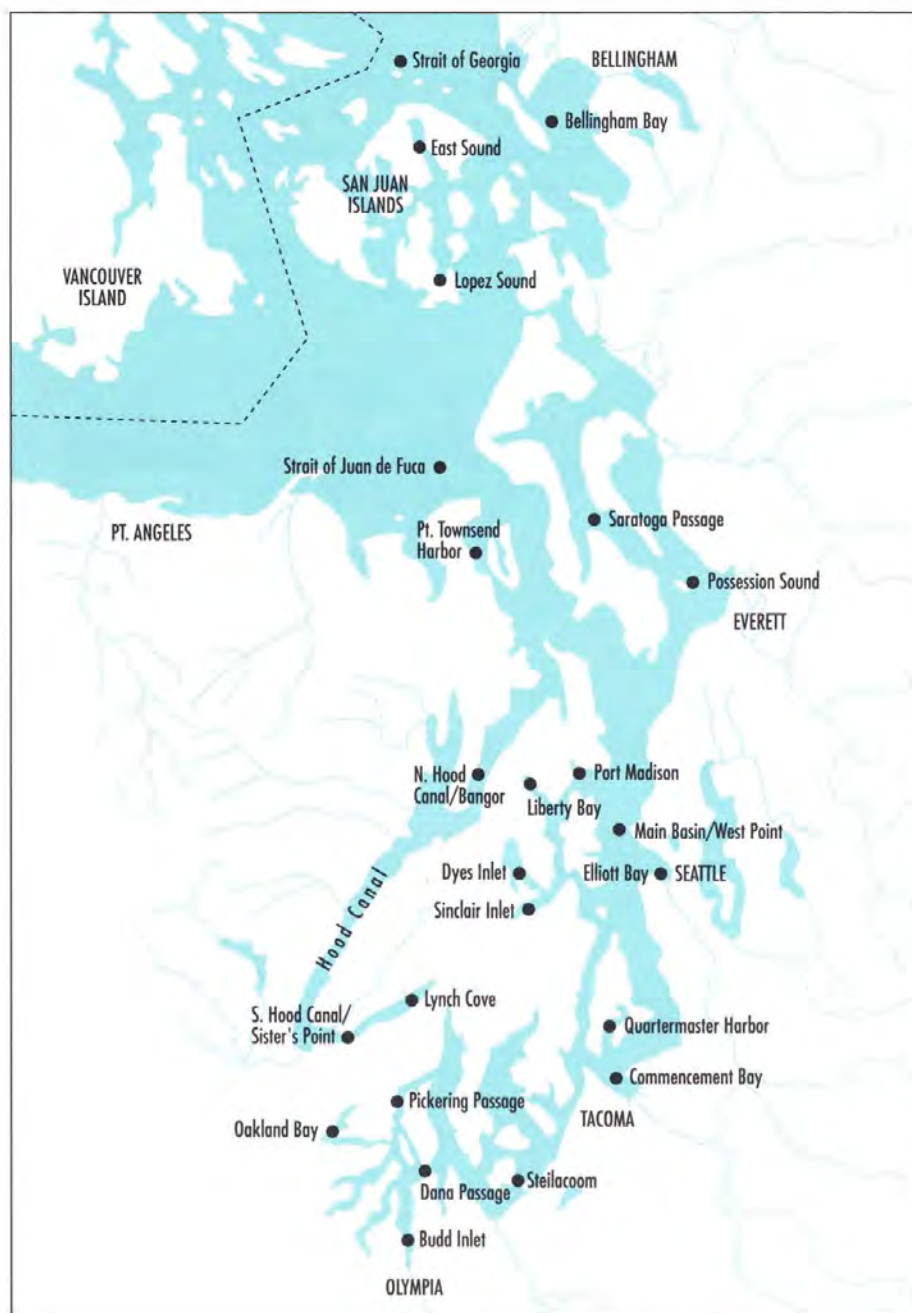 Strait of Georgia
BELLINGHAM
Bellingham Bay
East Sound
SAN JUAN
ISLANDS
VANCOUVER
ISLAND
Lopez Sound
Strait of Juan de Fuca
PT. ANGELES
Pt. Townsend
Harbor
Saratoga Passage
Possession Sound
EVERETT
N. Hood
Canal/Bangor
Liberty Bay
Port Madison
Main Basin/West Point
Dyes Inlet
Elliott Bay
SEATTLE
Sinclair Inlet
Hood Canal
Lynch Cove
S. Hood Canal/
Sister's Point
Quartermaster Harbor
Commencement Bay
Pickering Passage
TACOMA
Oakland Bay
Dana Passage
Steilacoom
Budd Inlet
OLYMPIA